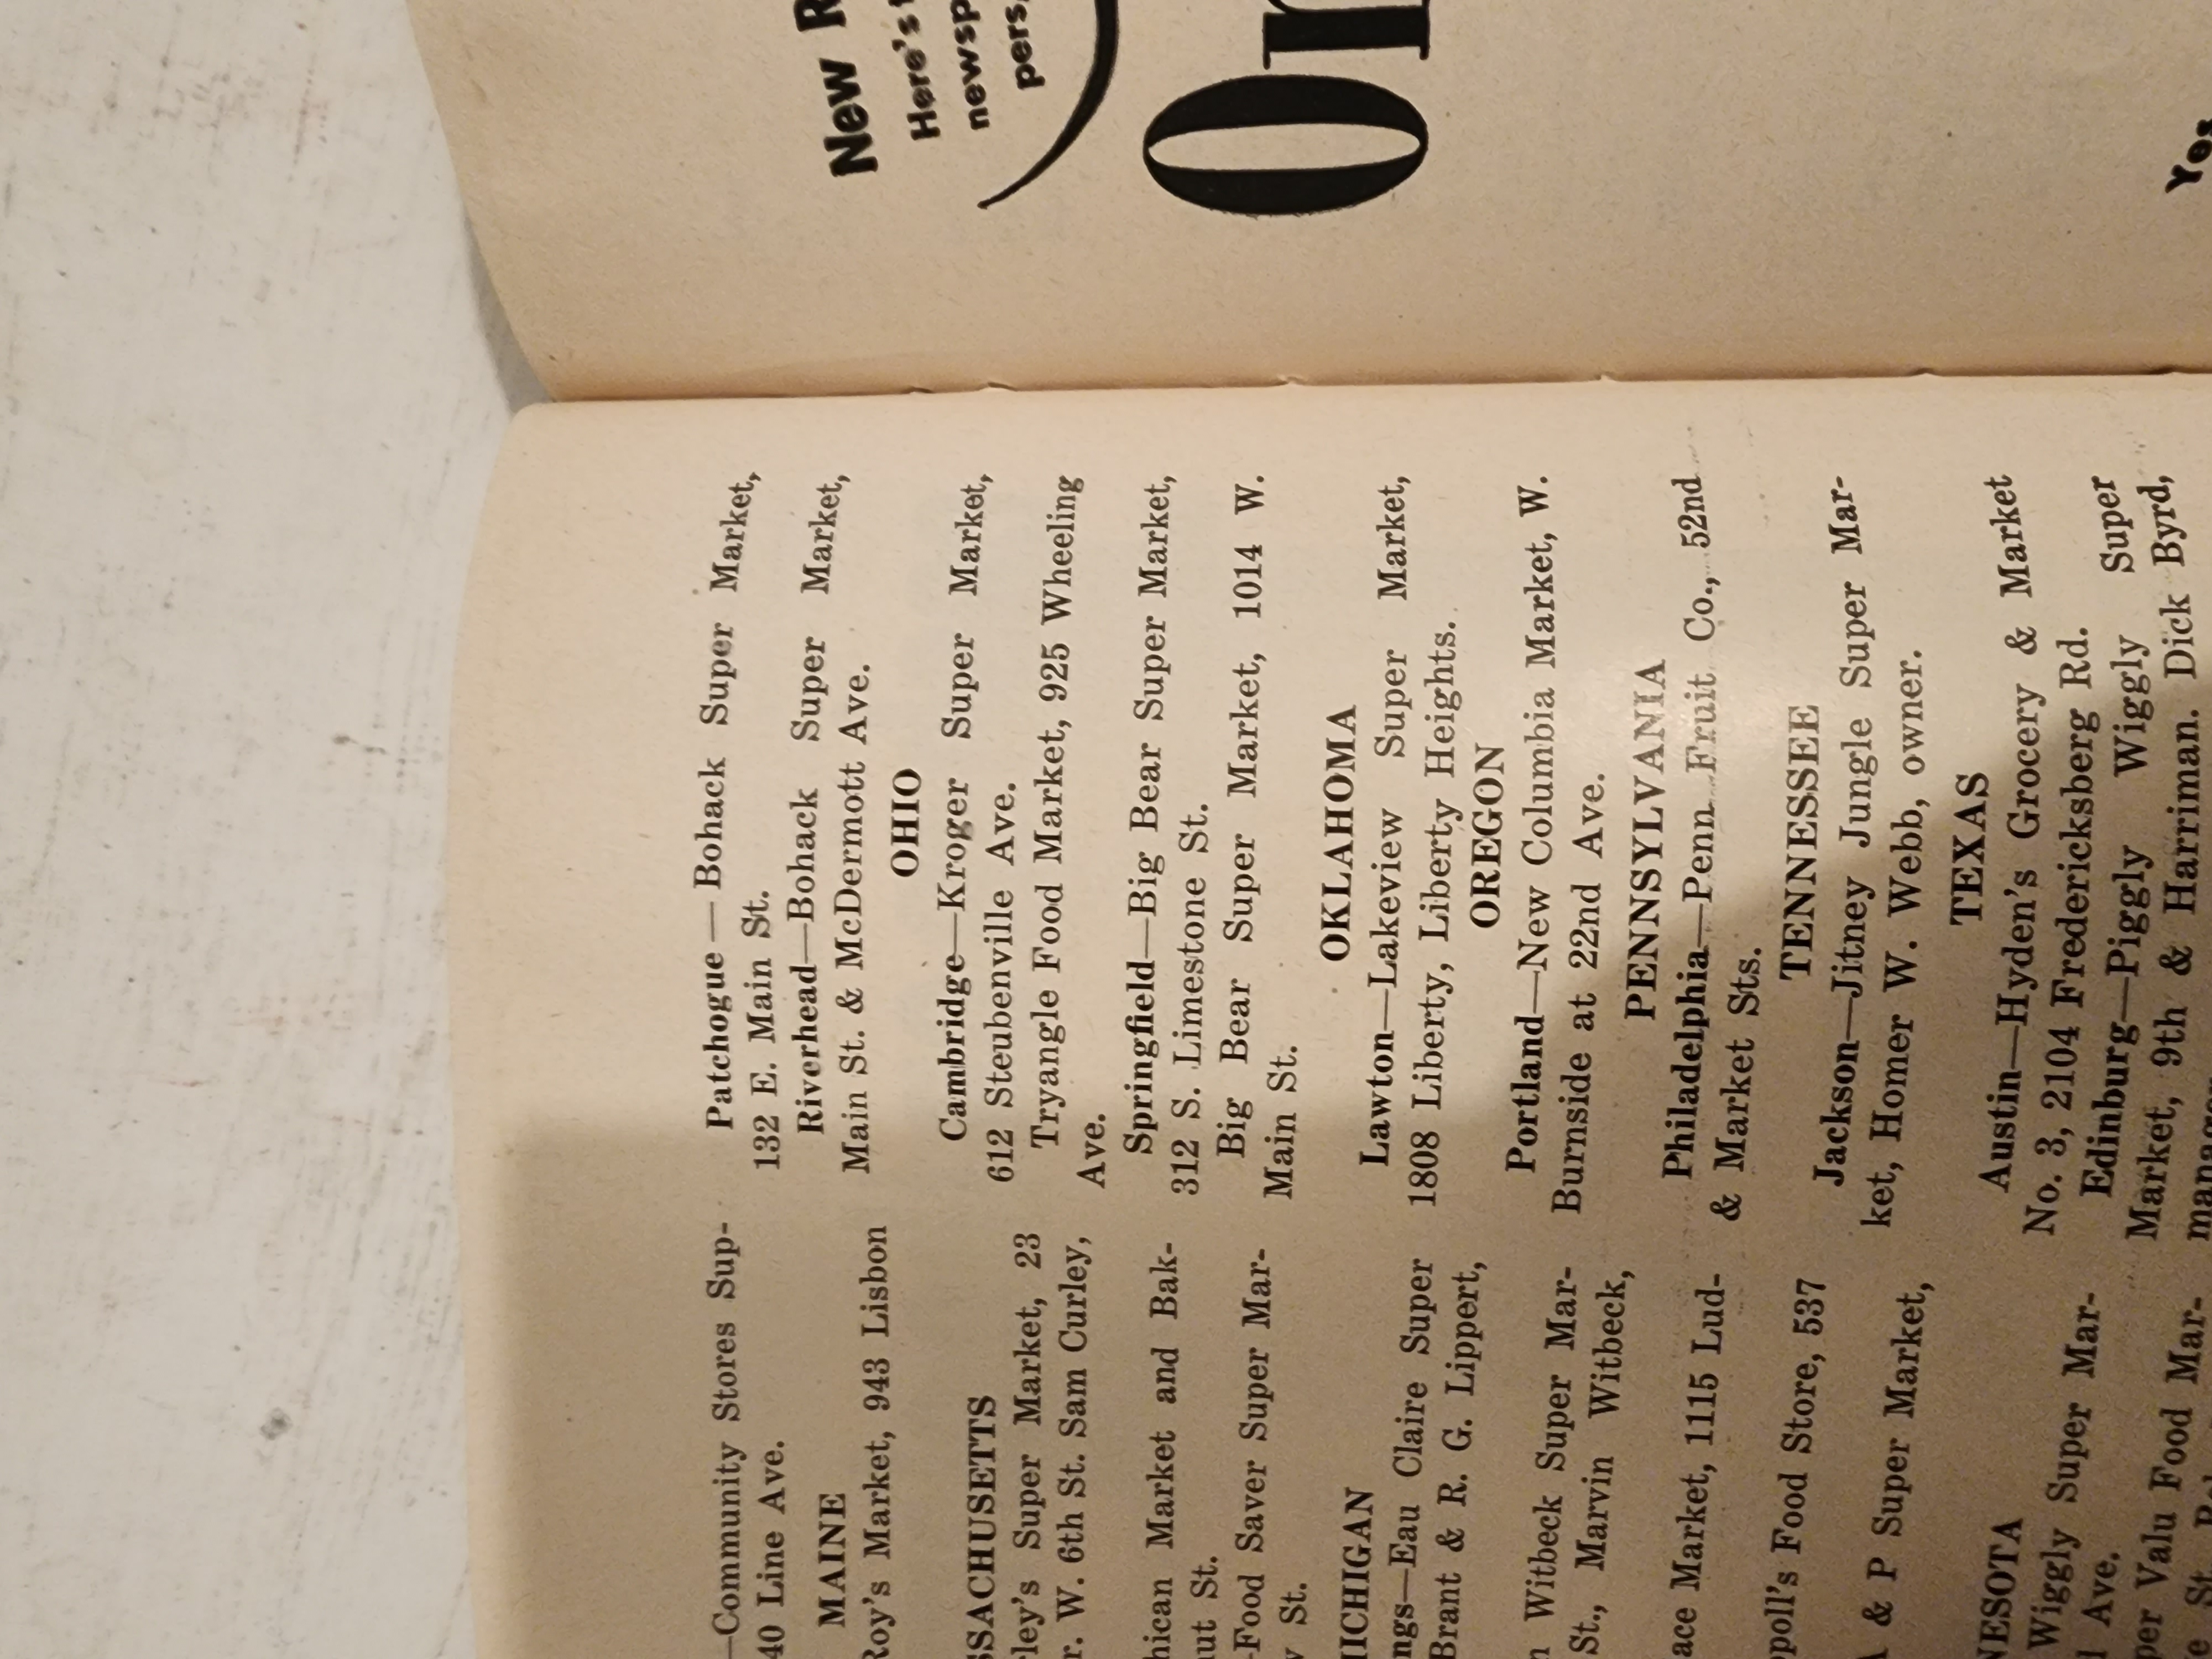 —Community Stores Sup-
40 Line Ave.
MAINE
Roy's Market, 943 Lisbon
SSACHUSETTS
ley's Super Market, 23
r. W. 6th St. Sam Curley,
hican Market and Bak-
ut St.
-Food Saver Super Mar-
St.
MICHIGAN
ngs—Eau Claire Super
Brant & R. G. Lippert,
n Witbeck Super Mar-
St., Marvin Witbeck,
ace Market, 1115 Lud-
ppoll's Food Store, 537
A & P Super Market,
NESOTA
Wiggly Super Mar-
l Ave.
per Valu Food Mar-
e St.
Patchogue—Bohack Super Market,
132 E. Main St.
Riverhead—Bohack Super Market,
Main St. & McDermott Ave.
OHIO
Cambridge—Kroger Super Market,
612 Steubenville Ave.
Tryangle Food Market, 925 Wheeling
Ave.
Springfield—Big Bear Super Market,
312 S. Limestone St.
Big Bear Super Market, 1014 W.
Main St.
OKLAHOMA
Lawton—Lakeview Super Market,
1808 Liberty, Liberty Heights.
OREGON
Portland—New Columbia Market, W.
Burnside at 22nd Ave.
PENNSYLVANIA
Philadelphia—Penn Fruit Co., 52nd
& Market Sts.
TENNESSEE
Jackson—Jitney Jungle Super Mar-
ket, Homer W. Webb, owner.
TEXAS
Austin—Hyden's Grocery & Market
No. 3, 2104 Fredericksberg Rd.
Edinburg—Piggly Wiggly Super
Market, 9th & Harriman. Dick Byrd,
manager
New R
Here's
newsp
pers
On
Yes